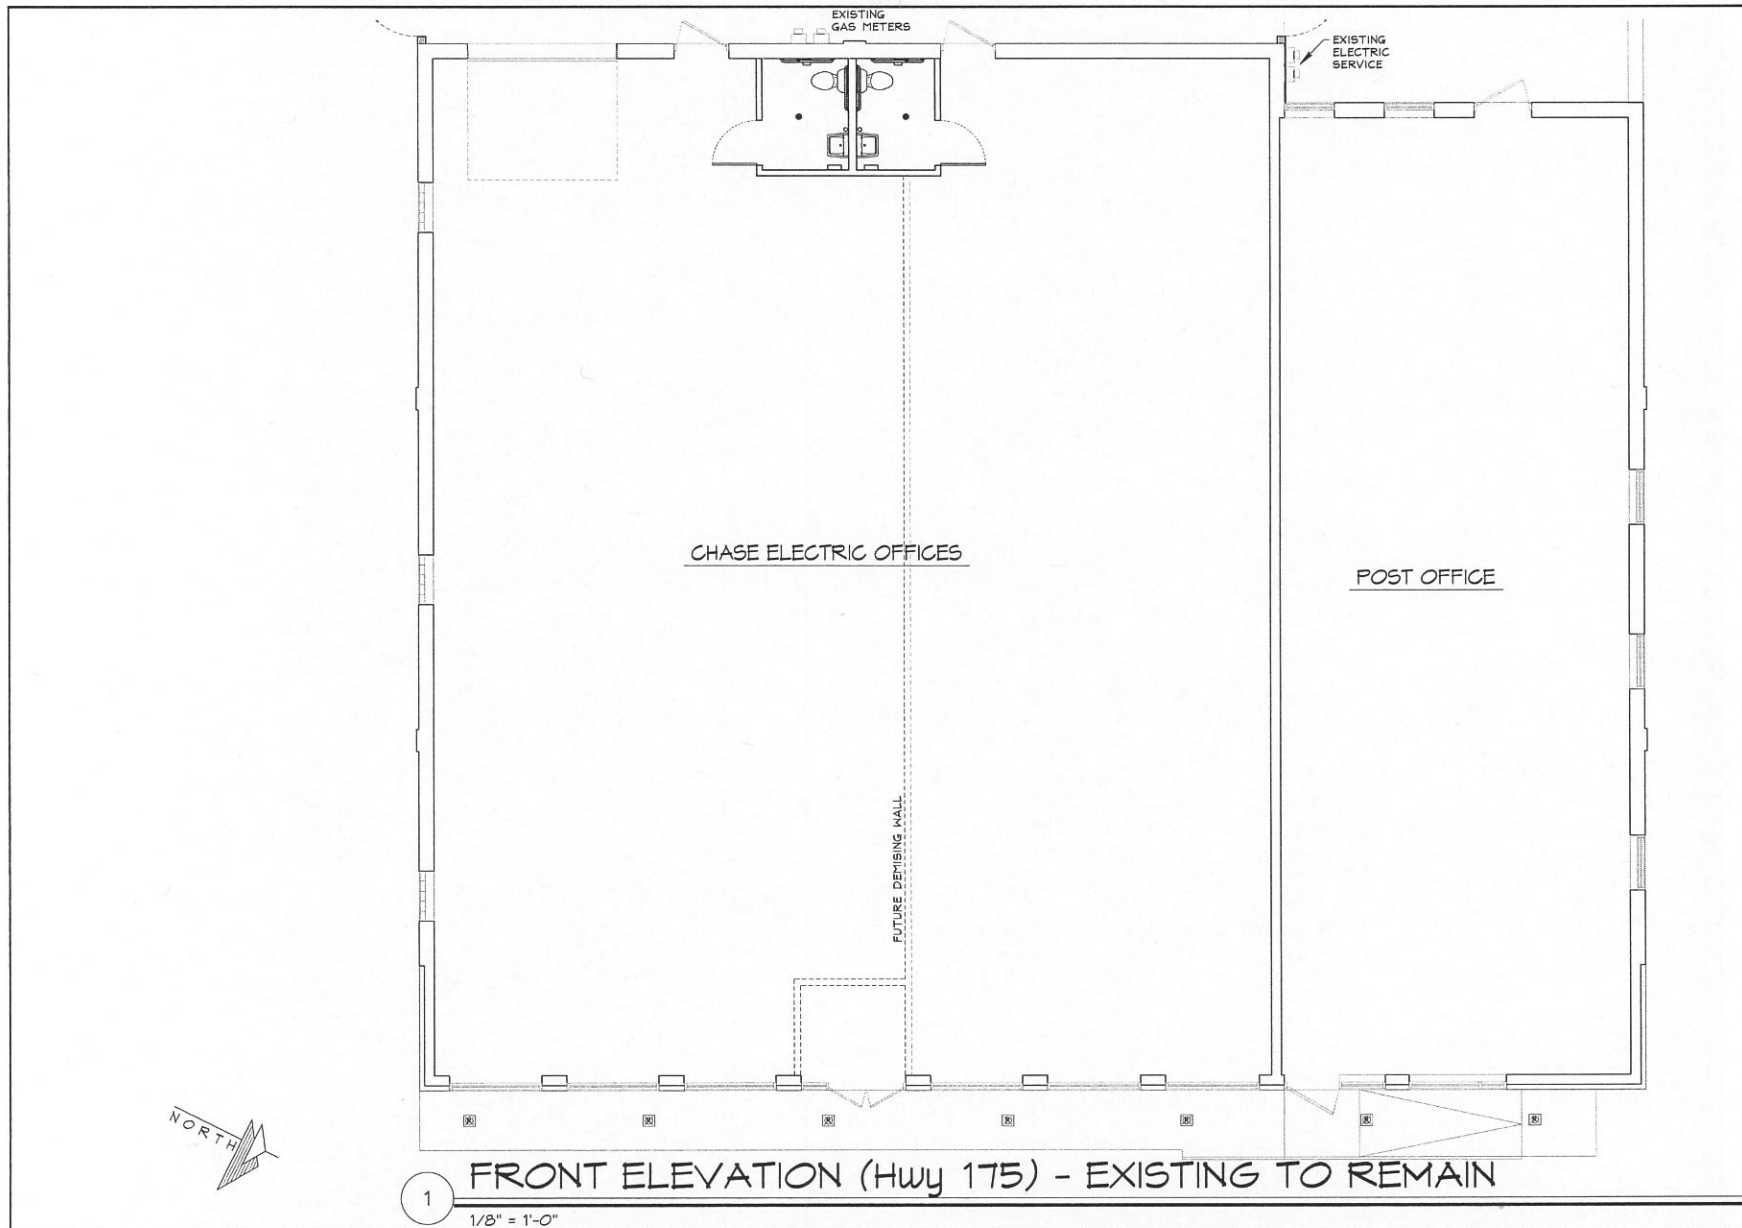 EXISTING
GAS METERS
EXISTING
ELECTRIC
SERVICE
CHASE ELECTRIC OFFICES
POST OFFICE
FUTURE DEMISING WALL
NORTH
1
FRONT ELEVATION (Hwy 175) - EXISTING TO REMAIN
1/8" = 1'-0"